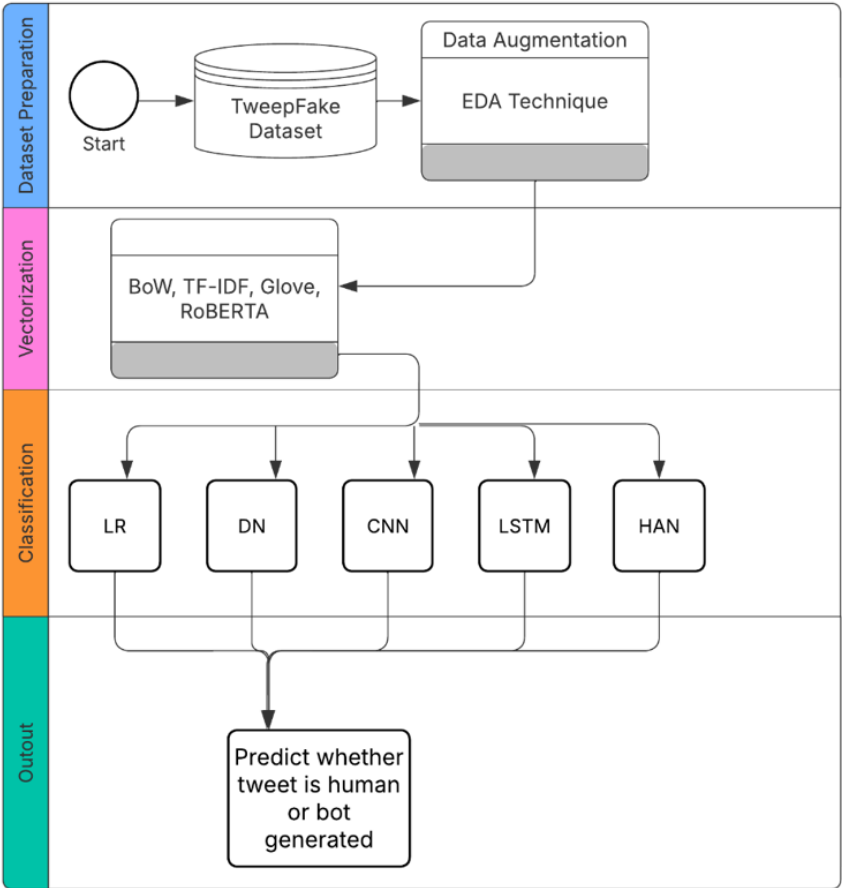 Dataset Preparation
Start
TweepFake
Dataset
Data Augmentation
EDA Technique
Vectorization
BoW, TF-IDF, Glove,
RoBERTA
Classification
LR
DN
CNN
LSTM
HAN
Outout
Predict whether
tweet is human
or bot
generated